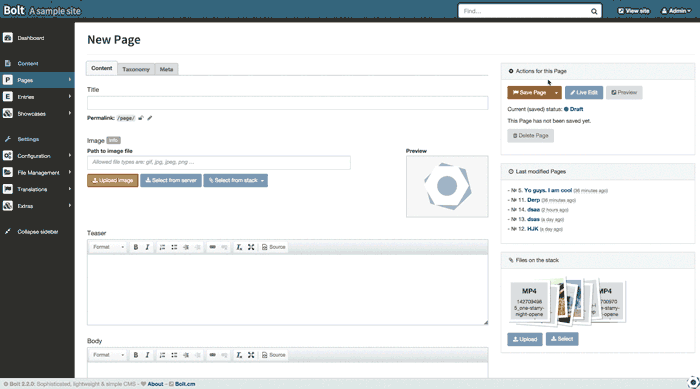 Bolt A sample site
Find...
View site
Admin
Dashboard
Content
P Pages
E Entries
S Showcases
Settings
Configuration
File Management
Translations
Extras
Collapse sidebar
New Page
Content Taxonomy Meta
Title
Permalink: /page/
Image Info
Path to image file
Allowed file types are: gif, jpg, jpeg, png ...
Upload image Select from server Select from stack
Preview
Teaser
Format B I Source
Body
Format B I Source
Actions for this Page
Save Page Live Edit Preview
Current (saved) status: Draft
This Page has not been saved yet.
Delete Page
Last modified Pages
- № 5. Yo guys. I am cool (36 minutes ago)
- № 11. Derp (38 minutes ago)
- № 14. dsaa (2 hours ago)
- № 13. dsas (a day ago)
- № 12. HJK (a day ago)
Files on the stack
MP4
5_one-starry-
night-opene
MP4
Upload Select
© Bolt 2.2.0: Sophisticated, lightweight & simple CMS - About - Bolt.cm